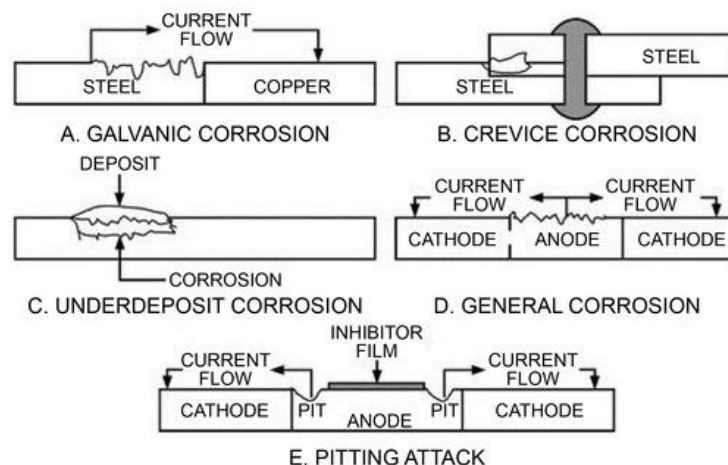 CURRENT
FLOW
STEEL
COPPER
A. GALVANIC CORROSION
STEEL
STEEL
B. CREVICE CORROSION
DEPOSIT
CORROSION
C. UNDERDEPOSIT CORROSION
CURRENT
FLOW
CURRENT
FLOW
CATHODE
ANODE
CATHODE
D. GENERAL CORROSION
INHIBITOR
FILM
CURRENT
FLOW
CURRENT
FLOW
PIT
PIT
CATHODE
ANODE
CATHODE
E. PITTING ATTACK